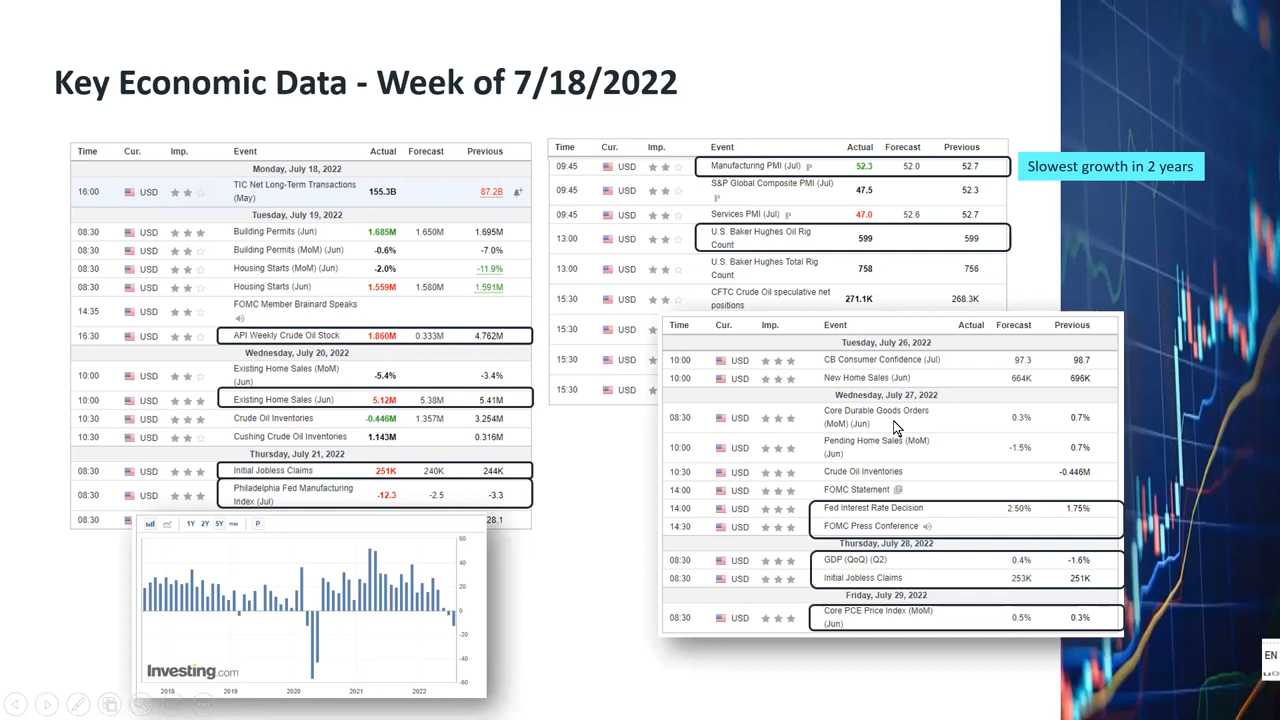 Key Economic Data - Week of 7/18/2022
Time Cur. Imp. Event Actual Forecast Previous
Monday, July 18, 2022
16:00 USD TIC Net Long-Term Transactions (May) 155.3B 87.2B
Tuesday, July 19, 2022
08:30 USD Building Permits (Jun) 1.685M 1.650M 1.695M
08:30 USD Building Permits (MoM) (Jun) -0.6% -7.0%
08:30 USD Housing Starts (MoM) (Jun) -2.0% -11.9%
08:30 USD Housing Starts (Jun) 1.559M 1.580M 1.591M
14:35 USD FOMC Member Brainard Speaks
16:30 USD API Weekly Crude Oil Stock 1.860M 0.333M 4.762M
Wednesday, July 20, 2022
10:00 USD Existing Home Sales (MoM) (Jun) -5.4% -3.4%
10:00 USD Existing Home Sales (Jun) 5.12M 5.38M 5.41M
10:30 USD Crude Oil Inventories -0.446M 1.357M 3.254M
10:30 USD Cushing Crude Oil Inventories 1.143M 0.316M
Thursday, July 21, 2022
08:30 USD Initial Jobless Claims 251K 240K 244K
08:30 USD Philadelphia Fed Manufacturing Index (Jul) -12.3 -2.5 -3.3
08:30 28.1
1Y 2Y 5Y max P
60
40
20
0
-20
-40
-60
Investing.com
2018 2019 2020 2021 2022
Time Cur. Imp. Event Actual Forecast Previous
09:45 USD Manufacturing PMI (Jul) P 52.3 52.0 52.7
09:45 USD S&P Global Composite PMI (Jul) P 47.5 52.3
09:45 USD Services PMI (Jul) P 47.0 52.6 52.7
13:00 USD U.S. Baker Hughes Oil Rig Count 599 599
13:00 USD U.S. Baker Hughes Total Rig Count 758 756
15:30 USD CFTC Crude Oil speculative net positions 271.1K 268.3K
15:30 USD
15:30 USD
15:30 USD
Slowest growth in 2 years
Time Cur. Imp. Event Actual Forecast Previous
Tuesday, July 26, 2022
10:00 USD CB Consumer Confidence (Jul) 97.3 98.7
10:00 USD New Home Sales (Jun) 664K 696K
Wednesday, July 27, 2022
08:30 USD Core Durable Goods Orders (MoM) (Jun) 0.3% 0.7%
10:00 USD Pending Home Sales (MoM) (Jun) -1.5% 0.7%
10:30 USD Crude Oil Inventories -0.446M
14:00 USD FOMC Statement
14:00 USD Fed Interest Rate Decision 2.50% 1.75%
14:30 USD FOMC Press Conference
Thursday, July 28, 2022
08:30 USD GDP (QoQ) (Q2) 0.4% -1.6%
08:30 USD Initial Jobless Claims 253K 251K
Friday, July 29, 2022
08:30 USD Core PCE Price Index (MoM) (Jun) 0.5% 0.3%
EN